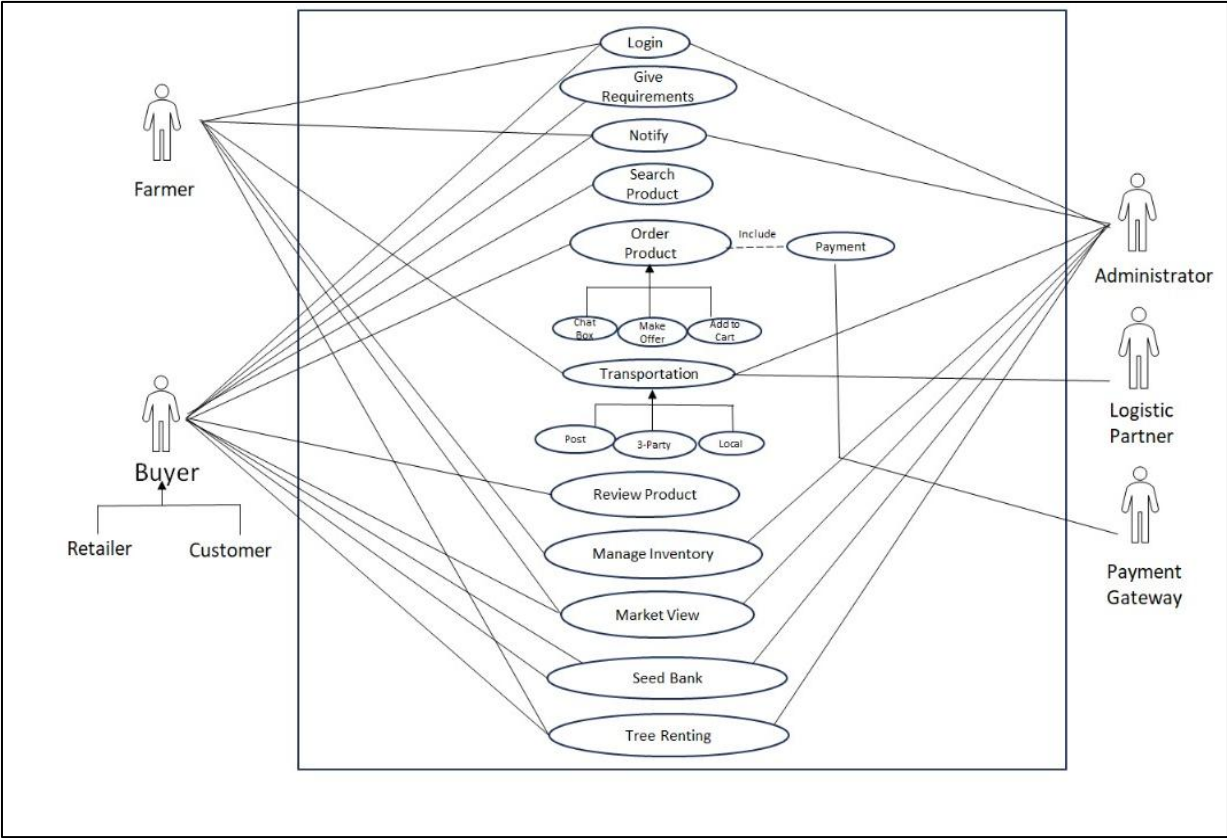 Login
Give
Requirements
Notify
Farmer
Search
Product
Order
Product
Include
Payment
Administrator
Chat
Box
Make
Offer
Add to
Cart
Transportation
Logistic
Partner
Post
3-Party
Local
Buyer
Review Product
Retailer
Customer
Manage Inventory
Payment
Gateway
Market View
Seed Bank
Tree Renting